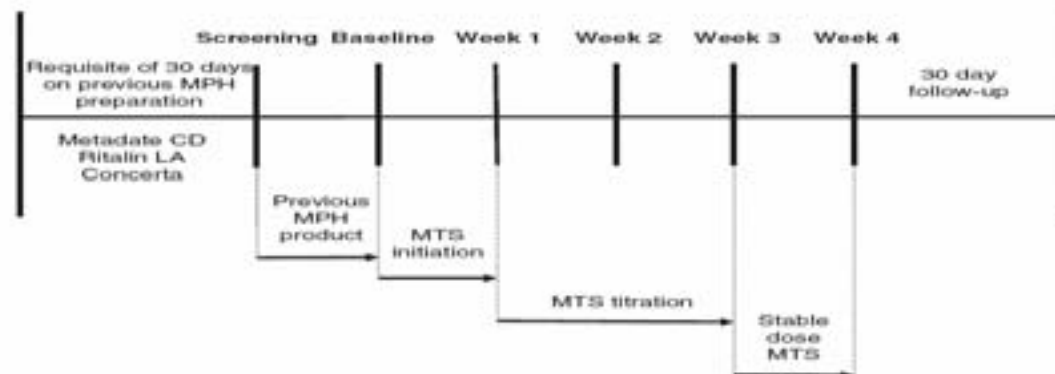 Screening Baseline Week 1 Week 2 Week 3 Week 4
Requisite of 30 days
on previous MPH
preparation
30 day
follow-up
Metadate CD
Ritalin LA
Concerta
Previous
MPH
product
MTS
initiation
MTS titration
Stable
dose
MTS